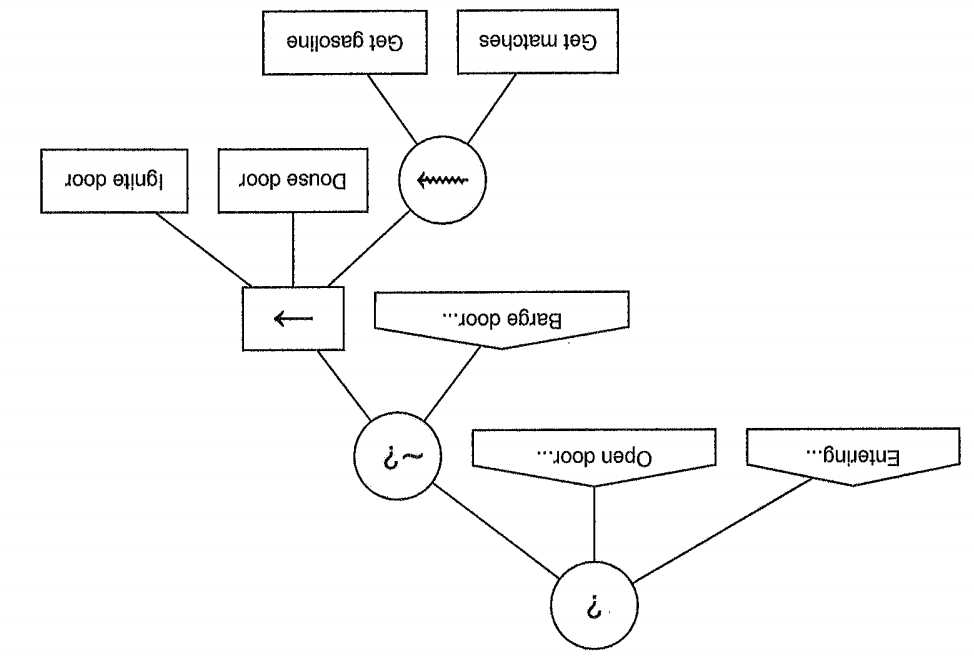 ?
Entering...
Open door...
~?
Barge door...
→
⇝
Douse door
Ignite door
Get matches
Get gasoline